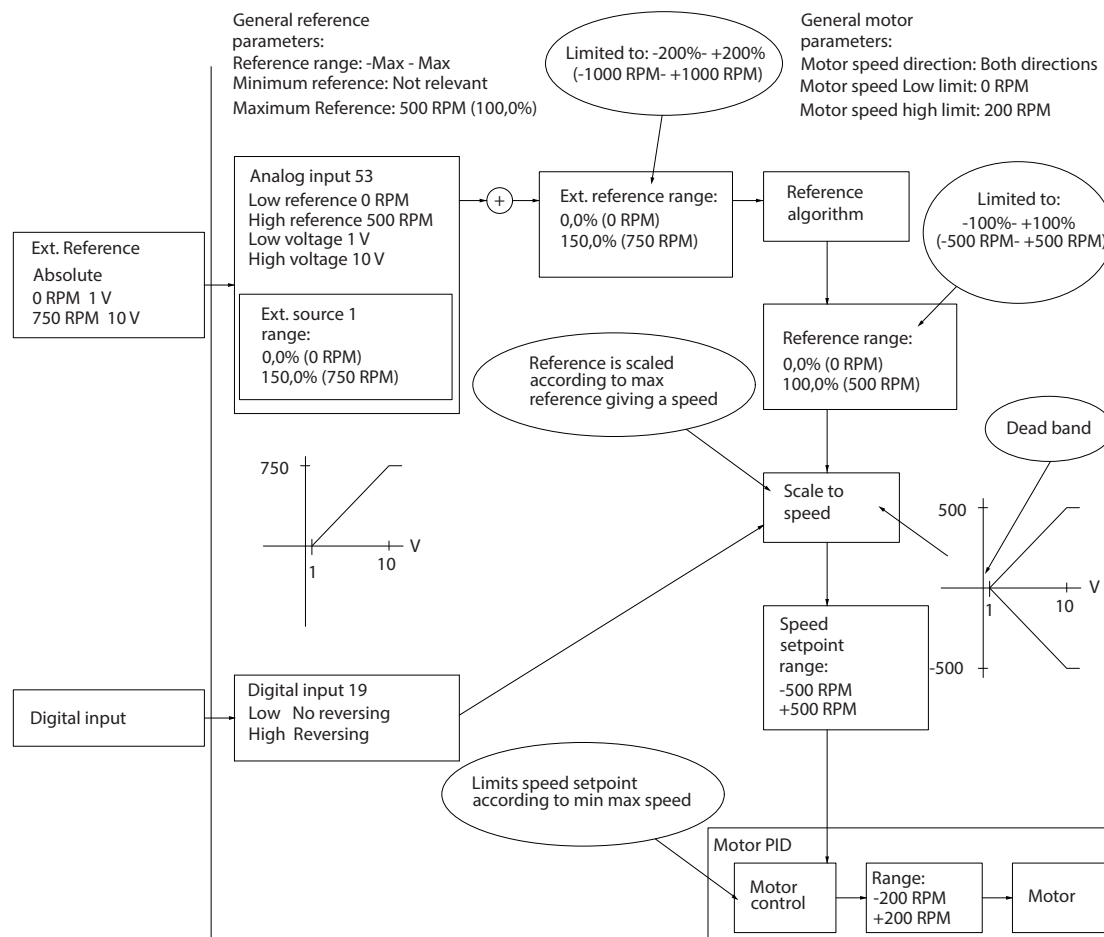 General reference
parameters:
Reference range: -Max - Max
Minimum reference: Not relevant
Maximum Reference: 500 RPM (100,0%)
Limited to: -200%- +200%
(-1000 RPM- +1000 RPM)
General motor
parameters:
Motor speed direction: Both directions
Motor speed Low limit: 0 RPM
Motor speed high limit: 200 RPM
Ext. Reference
Absolute
0 RPM 1 V
750 RPM 10 V
Analog input 53
Low reference 0 RPM
High reference 500 RPM
Low voltage 1 V
High voltage 10 V
Ext. source 1
range:
0,0% (0 RPM)
150,0% (750 RPM)
+
Ext. reference range:
0,0% (0 RPM)
150,0% (750 RPM)
Reference
algorithm
Limited to:
-100%- +100%
(-500 RPM- +500 RPM)
Reference range:
0,0% (0 RPM)
100,0% (500 RPM)
Reference is scaled
according to max
reference giving a speed
Dead band
750
V
1
10
Scale to
speed
500
V
1
10
-500
Speed
setpoint
range:
-500 RPM
+500 RPM
Digital input
Digital input 19
Low No reversing
High Reversing
Limits speed setpoint
according to min max speed
Motor PID
Motor
control
Range:
-200 RPM
+200 RPM
Motor